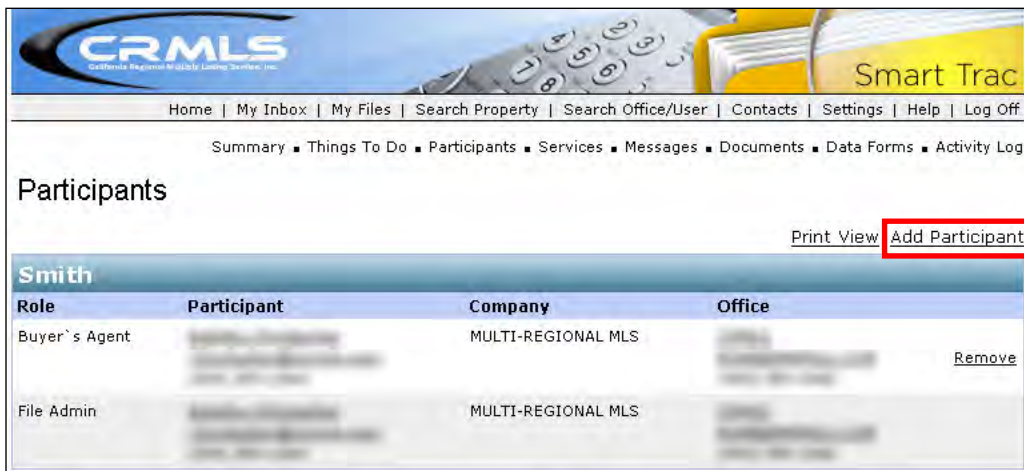 CRMLS
California Regional Multiple Listing Service, Inc.
Smart Trac
Home | My Inbox | My Files | Search Property | Search Office/User | Contacts | Settings | Help | Log Off
Summary ▪ Things To Do ▪ Participants ▪ Services ▪ Messages ▪ Documents ▪ Data Forms ▪ Activity Log
Participants
Print View Add Participant
Smith
Role Participant Company Office
Buyer`s Agent MULTI-REGIONAL MLS
Remove
File Admin MULTI-REGIONAL MLS